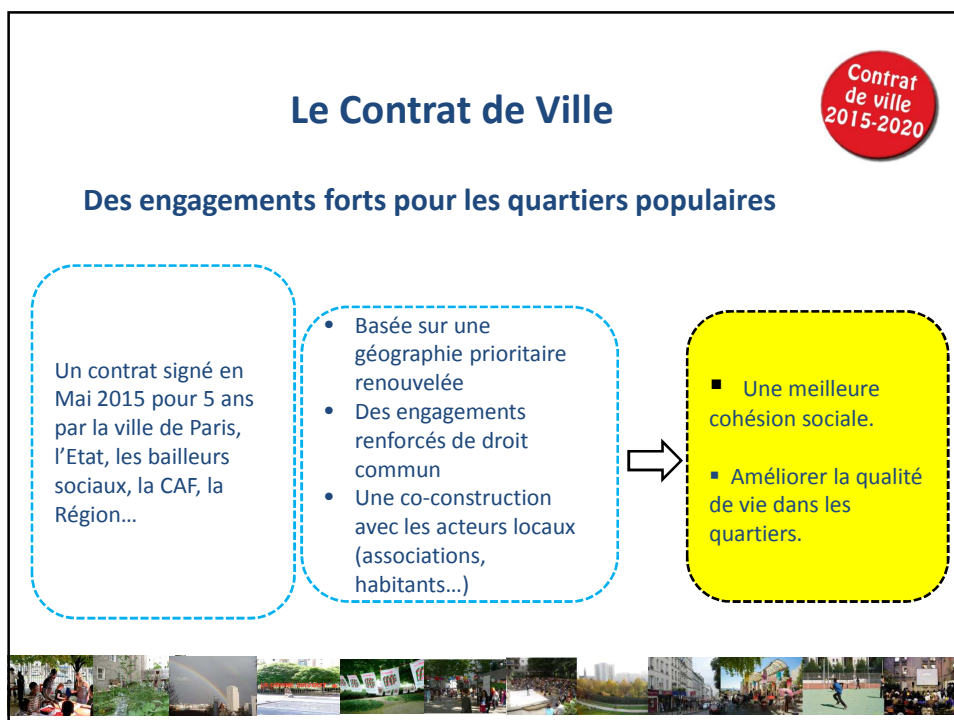 Le Contrat de Ville
Contrat
de ville
2015-2020
Des engagements forts pour les quartiers populaires
Un contrat signé en
Mai 2015 pour 5 ans
par la ville de Paris,
l’Etat, les bailleurs
sociaux, la CAF, la
Région…
• Basée sur une
géographie prioritaire
renouvelée
• Des engagements
renforcés de droit
commun
• Une co-construction
avec les acteurs locaux
(associations,
habitants…)
▪ Une meilleure
cohésion sociale.
▪ Améliorer la qualité
de vie dans les
quartiers.